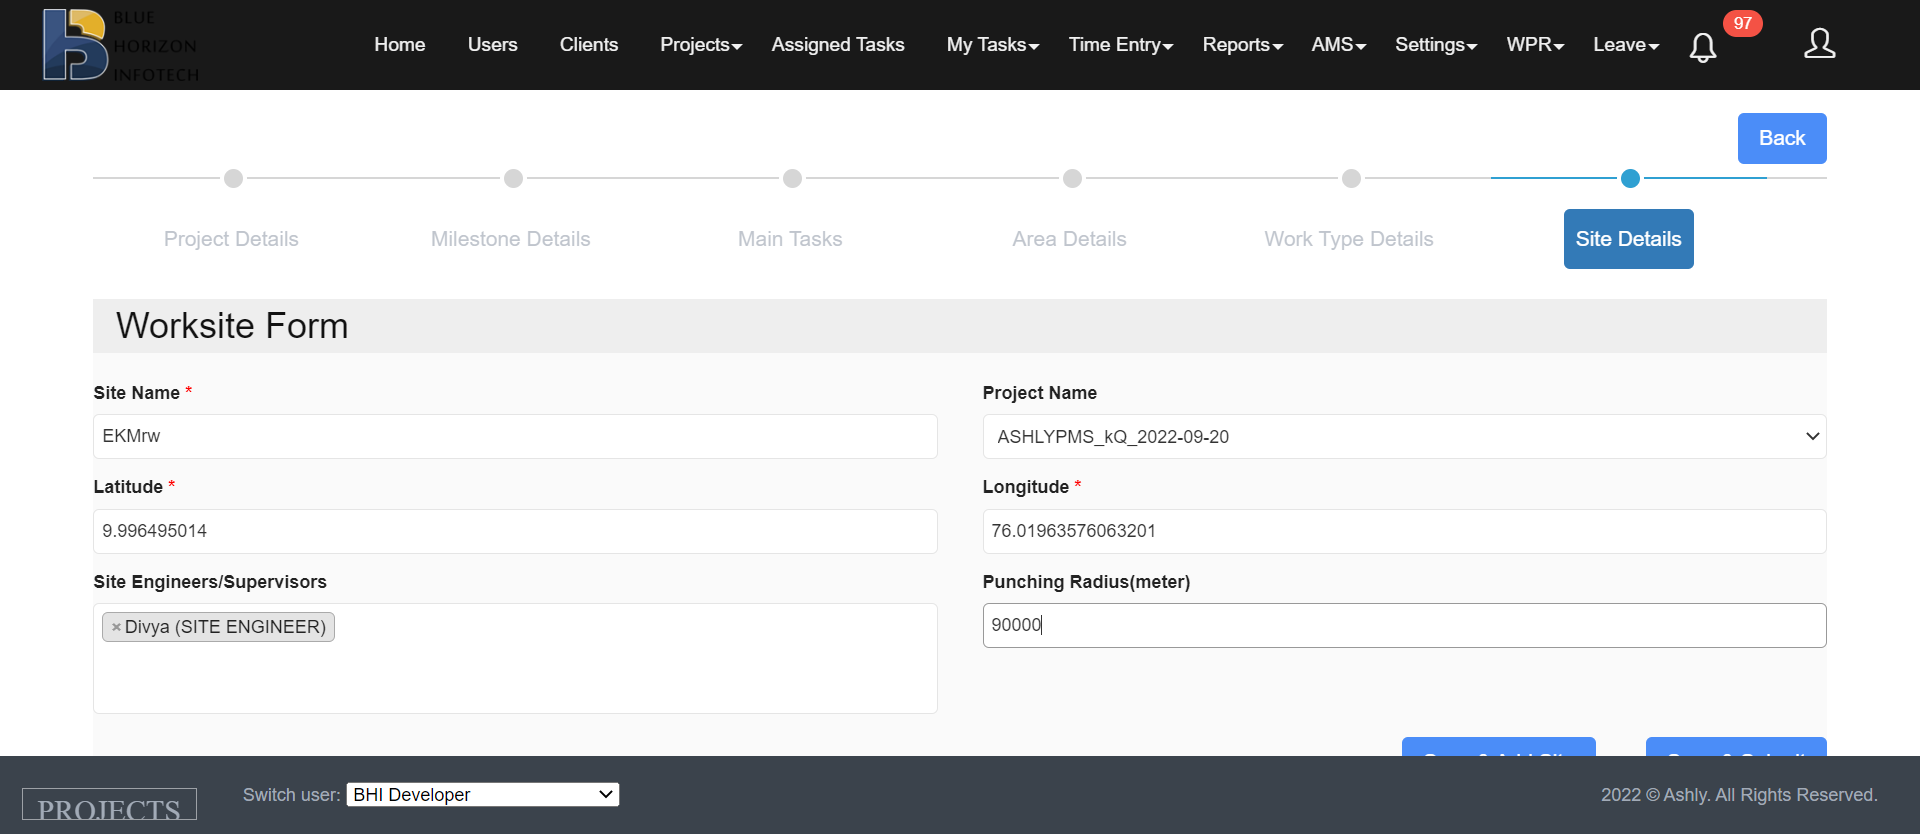 BLUE
HORIZON
INFOTECH
Home Users Clients Projects Assigned Tasks My Tasks Time Entry Reports AMS Settings WPR Leave 97
Back
Project Details Milestone Details Main Tasks Area Details Work Type Details Site Details
Worksite Form
Site Name * Project Name
EKMrw ASHLYPMS_kQ_2022-09-20
Latitude * Longitude *
9.996495014 76.01963576063201
Site Engineers/Supervisors Punching Radius(meter)
× Divya (SITE ENGINEER) 90000
PROJECTS Switch user: BHI Developer 2022 © Ashly. All Rights Reserved.